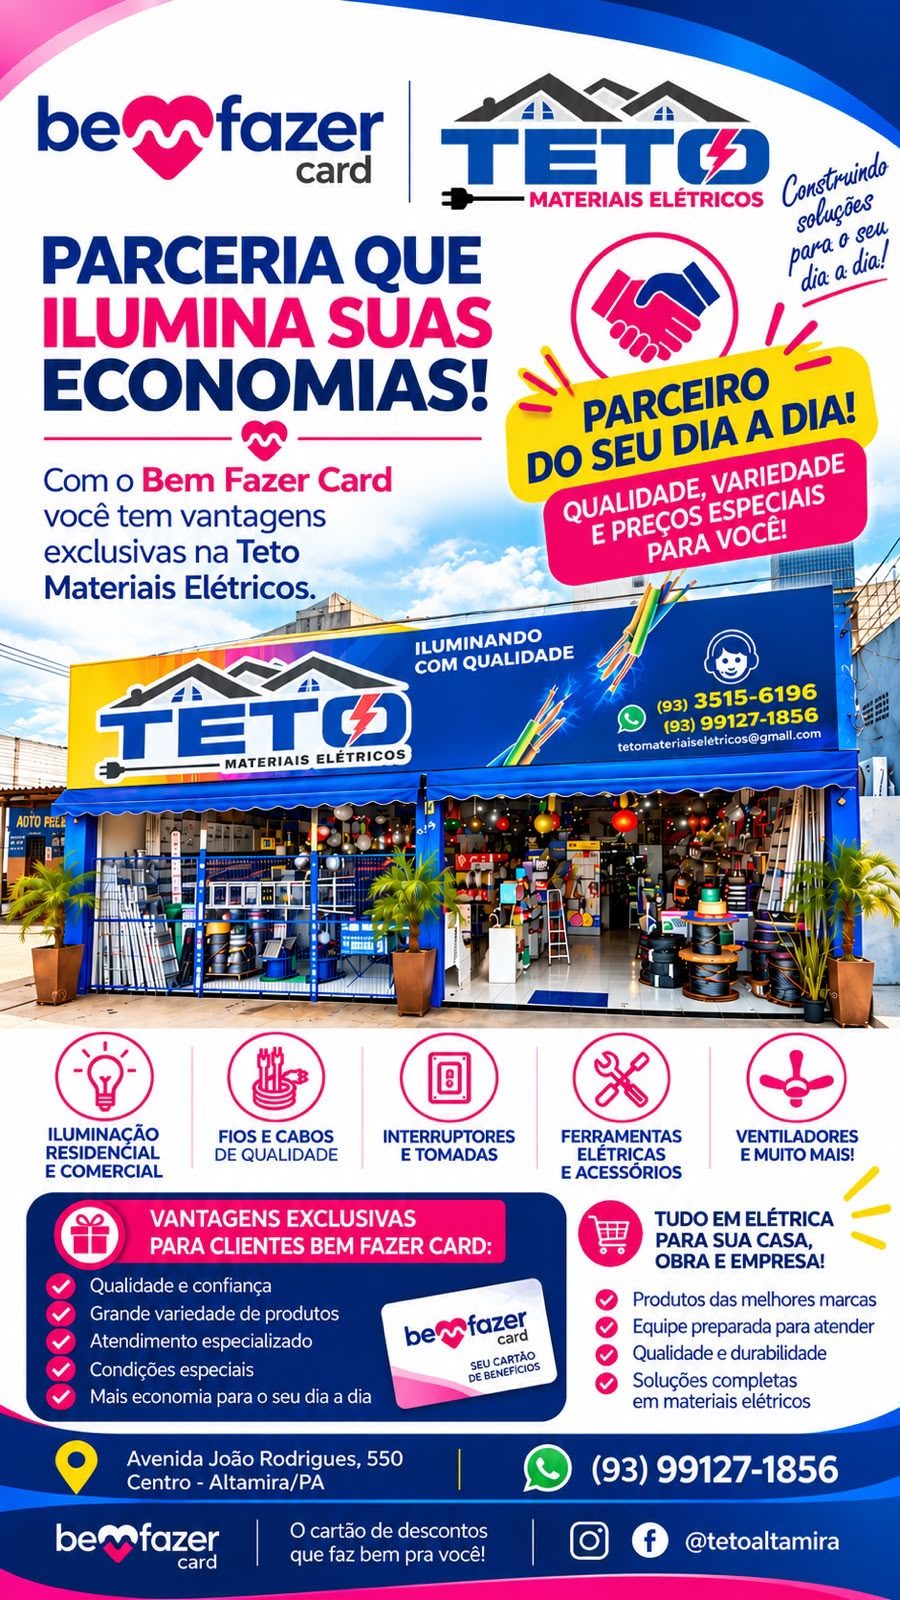 bem fazer
card
TETO
MATERIAIS ELÉTRICOS
Construindo
soluções
para o seu
dia a dia!
PARCERIA QUE
ILUMINA SUAS
ECONOMIAS!
Com o Bem Fazer Card
você tem vantagens
exclusivas na Teto
Materiais Elétricos.
PARCEIRO
DO SEU DIA A DIA!
QUALIDADE, VARIEDADE
E PREÇOS ESPECIAIS
PARA VOCÊ!
TETO
MATERIAIS ELÉTRICOS
ILUMINANDO
COM QUALIDADE
(93) 3515-6196
(93) 99127-1856
tetomateriaiselétricos@gmail.com
ILUMINAÇÃO
RESIDENCIAL
E COMERCIAL
FIOS E CABOS
DE QUALIDADE
INTERRUPTORES
E TOMADAS
FERRAMENTAS
ELÉTRICAS
E ACESSÓRIOS
VENTILADORES
E MUITO MAIS!
VANTAGENS EXCLUSIVAS
PARA CLIENTES BEM FAZER CARD:
Qualidade e confiança
Grande variedade de produtos
Atendimento especializado
Condições especiais
Mais economia para o seu dia a dia
bem fazer
card
SEU CARTÃO
DE BENEFÍCIOS
TUDO EM ELÉTRICA
PARA SUA CASA,
OBRA E EMPRESA!
Produtos das melhores marcas
Equipe preparada para atender
Qualidade e durabilidade
Soluções completas
em materiais elétricos
Avenida João Rodrigues, 550
Centro - Altamira/PA
(93) 99127-1856
bem fazer
card
O cartão de descontos
que faz bem pra você!
@tetoaltamira